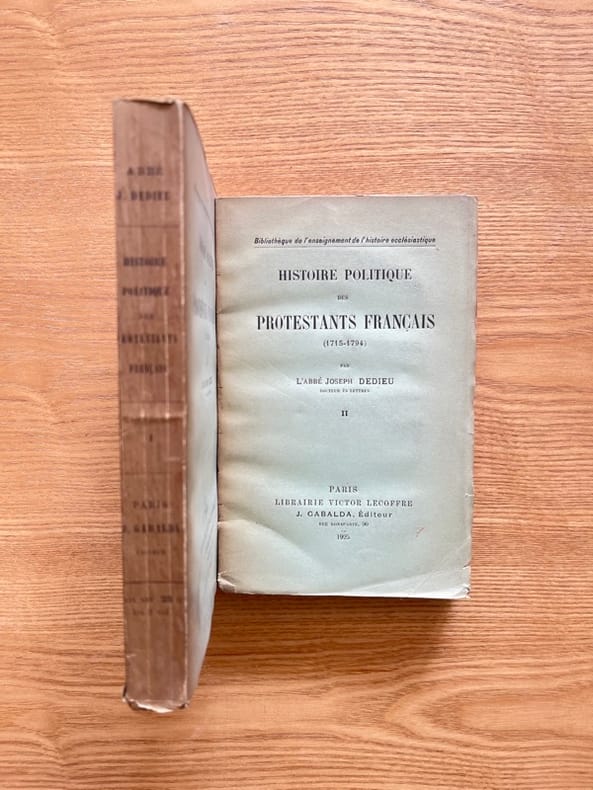 ABBÉ
J. DEDIEU
HISTOIRE
POLITIQUE
DES
PROTESTANTS
FRANÇAIS
I
PARIS
J. GABALDA
Bibliothèque de l'enseignement de l'histoire ecclésiastique
HISTOIRE POLITIQUE
DES
PROTESTANTS FRANÇAIS
(1715-1794)
PAR
L'ABBÉ JOSEPH DEDIEU
DOCTEUR ÈS LETTRES
II
PARIS
LIBRAIRIE VICTOR LECOFFRE
J. GABALDA, Éditeur
RUE BONAPARTE, 90
1925